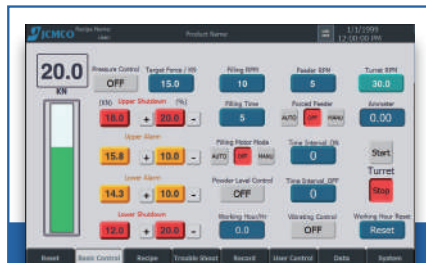 JCMCO Recipe Name Product Name 1/1/1999
User 12:00:00 PM
20.0
KN
Pressure Control Target Force / KN Filling RPM Feeder RPM Turret RPM
OFF 15.0 10 5 30.0
(KN) Upper Shutdown (%) Filling Time Forced Feeder Ammeter
18.0 + 20.0 - 5 AUTO OFF MANU 0.00
Upper Alarm Filling Motor Mode Time Interval_ON
15.8 + 10.0 - AUTO OFF MANU 0 Start
Turret
Lower Alarm Powder Level Control Time Interval_OFF
14.3 + 10.0 - OFF 0 Stop
Lower Shutdown Working Hour/Hr Vibrating Control Working Hour Reset
12.0 + 20.0 - 0.0 OFF Reset
Reset Basic Control Recipe Trouble Shoot Record User Control Data System